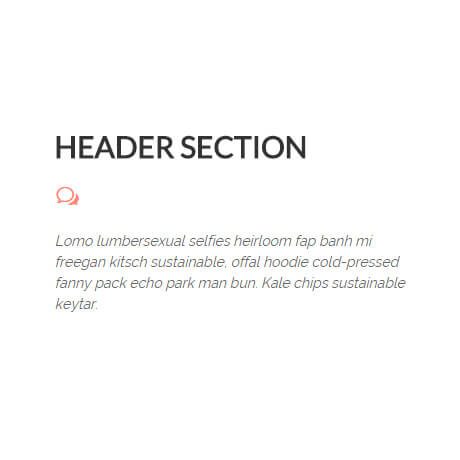 HEADER SECTION
Lomo lumbersexual selfies heirloom fap banh mi
freegan kitsch sustainable, offal hoodie cold-pressed
fanny pack echo park man bun. Kale chips sustainable
keytar.